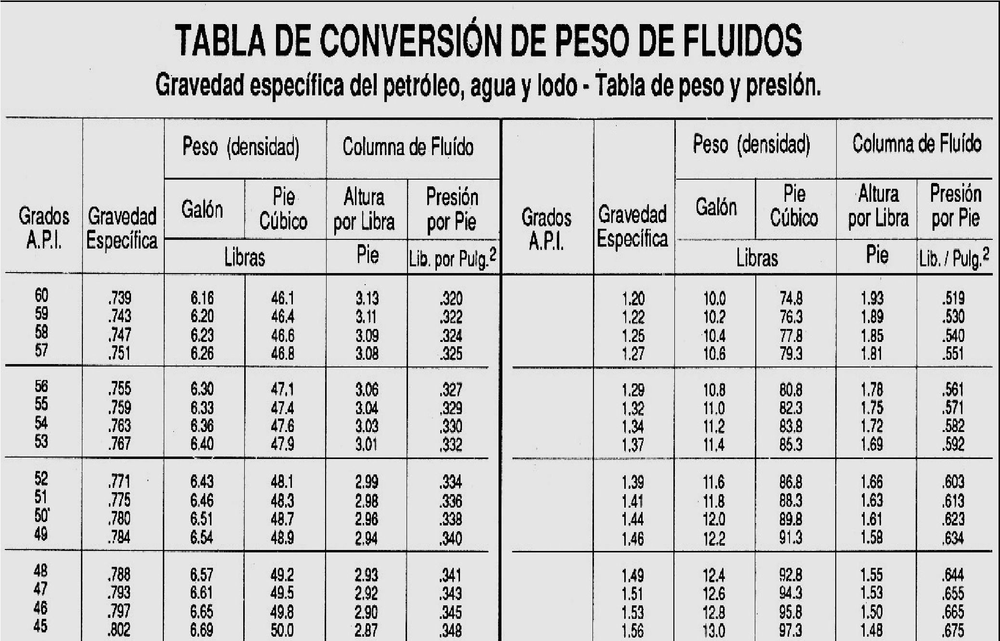 TABLA DE CONVERSIÓN DE PESO DE FLUIDOS
Gravedad específica del petróleo, agua y lodo - Tabla de peso y presión.
Grados A.P.I. Gravedad Específica Peso (densidad) Columna de Fluído Grados A.P.I. Gravedad Específica Peso (densidad) Columna de Fluído
Galón Pie Cúbico Altura por Libra Presión por Pie Galón Pie Cúbico Altura por Libra Presión por Pie
Libras Pie Lib. por Pulg.2 Libras Pie Lib. / Pulg.2
60 .739 6.16 46.1 3.13 .320 1.20 10.0 74.8 1.93 .519
59 .743 6.20 46.4 3.11 .322 1.22 10.2 76.3 1.89 .530
58 .747 6.23 46.6 3.09 .324 1.25 10.4 77.8 1.85 .540
57 .751 6.26 46.8 3.08 .325 1.27 10.6 79.3 1.81 .551
56 .755 6.30 47.1 3.06 .327 1.29 10.8 80.8 1.78 .561
55 .759 6.33 47.4 3.04 .329 1.32 11.0 82.3 1.75 .571
54 .763 6.36 47.6 3.03 .330 1.34 11.2 83.8 1.72 .582
53 .767 6.40 47.9 3.01 .332 1.37 11.4 85.3 1.69 .592
52 .771 6.43 48.1 2.99 .334 1.39 11.6 86.8 1.66 .603
51 .775 6.46 48.3 2.98 .336 1.41 11.8 88.3 1.63 .613
50 .780 6.51 48.7 2.96 .338 1.44 12.0 89.8 1.61 .623
49 .784 6.54 48.9 2.94 .340 1.46 12.2 91.3 1.58 .634
48 .788 6.57 49.2 2.93 .341 1.49 12.4 92.8 1.55 .644
47 .793 6.61 49.5 2.92 .343 1.51 12.6 94.3 1.53 .655
46 .797 6.65 49.8 2.90 .345 1.53 12.8 95.8 1.50 .665
45 .802 6.69 50.0 2.87 .348 1.56 13.0 97.3 1.48 .675